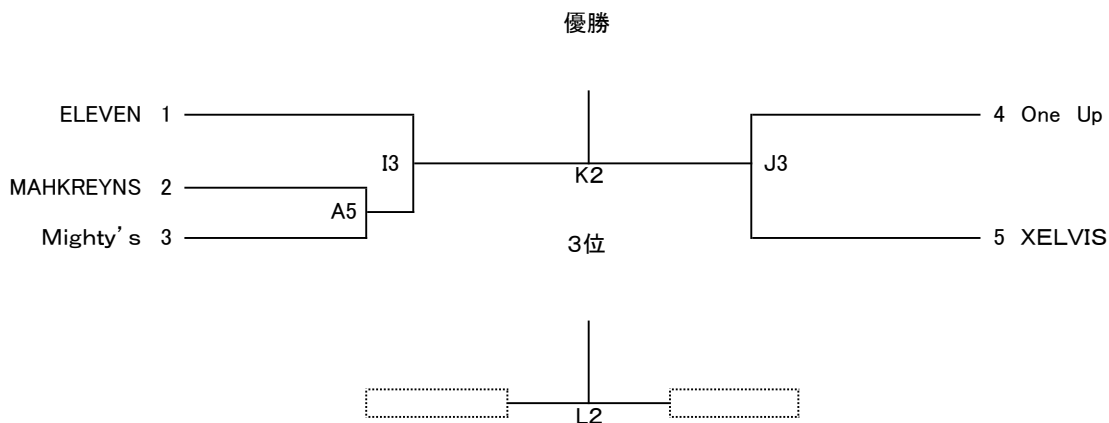 優勝
ELEVEN 1
4 One Up
I3
K2
J3
MAHKREYNS 2
A5
Mighty's 3
3位
5 XELVIS
L2